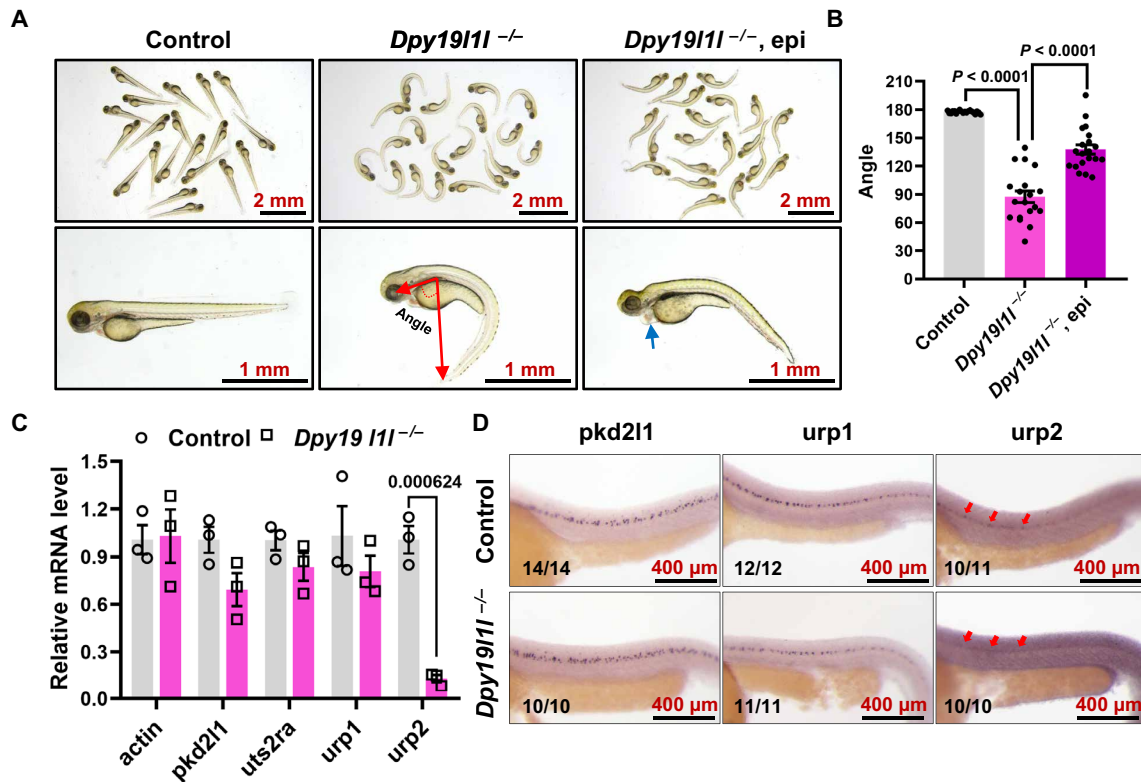 A
Control
Dpy19l1l −/−
Dpy19l1l −/−, epi
2 mm
2 mm
2 mm
Angle
1 mm
1 mm
1 mm
B
P < 0.0001
P < 0.0001
210
180
150
120
90
60
30
0
Angle
Control
Dpy19l1l −/−
Dpy19l1l −/−, epi
C
Control
Dpy19 l1l −/−
0.000624
1.5
1.2
0.9
0.6
0.3
0.0
Relative mRNA level
actin
pkd2l1
uts2ra
urp1
urp2
D
pkd2l1
urp1
urp2
Control
14/14
400 µm
12/12
400 µm
10/11
400 µm
Dpy19l1l −/−
10/10
400 µm
11/11
400 µm
10/10
400 µm